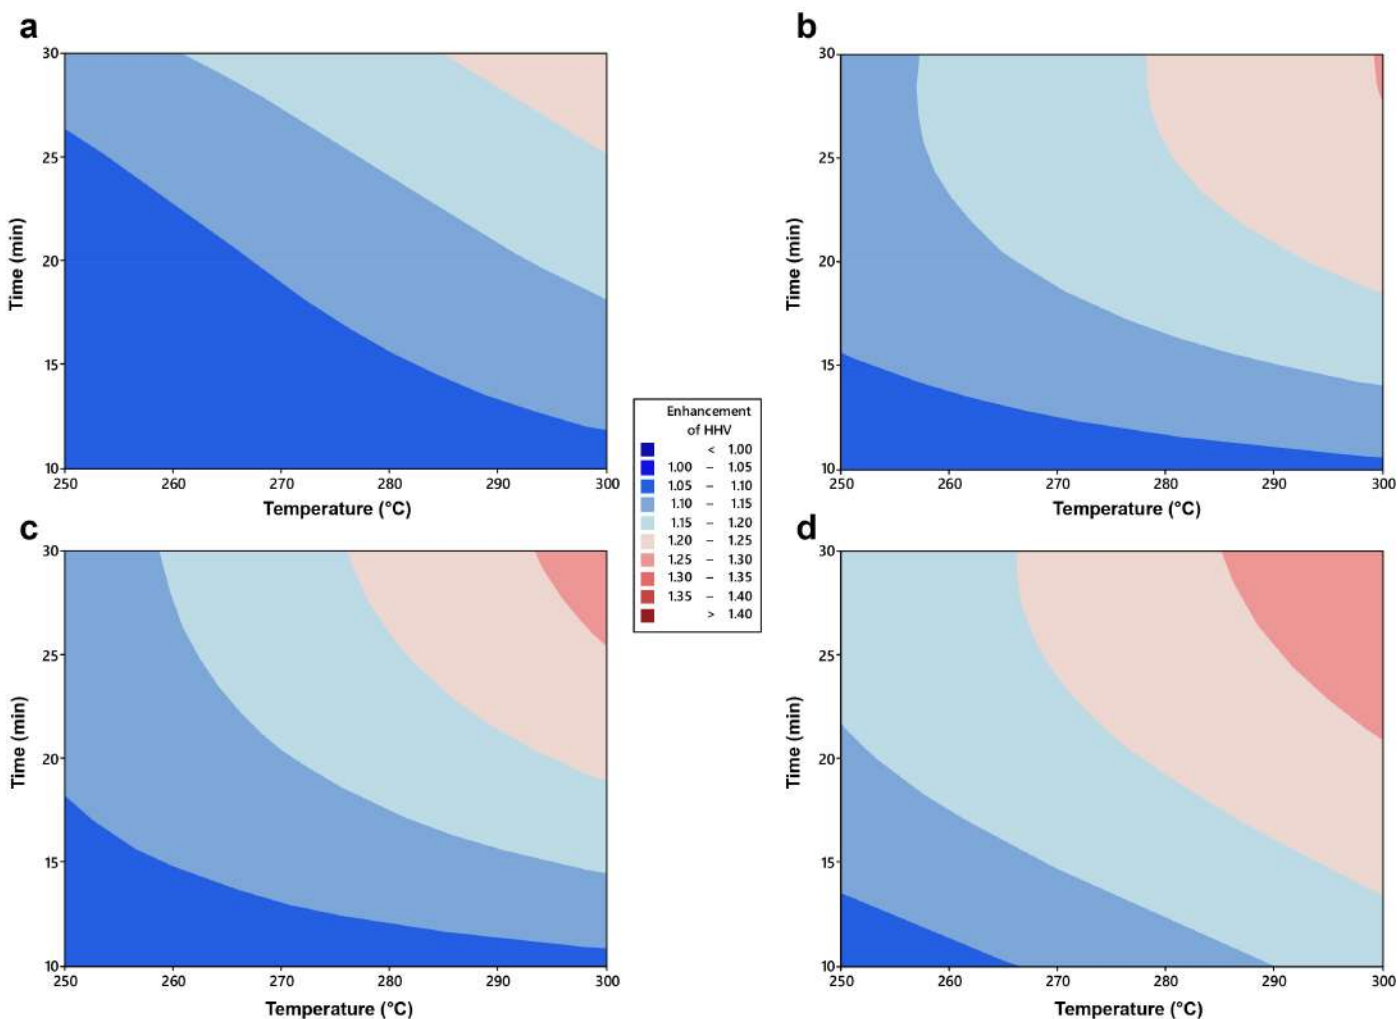 a
30
25
20
15
10
Time (min)
250 260 270 280 290 300
Temperature (°C)
b
30
25
20
15
10
Time (min)
250 260 270 280 290 300
Temperature (°C)
Enhancement
of HHV
< 1.00
1.00 – 1.05
1.05 – 1.10
1.10 – 1.15
1.15 – 1.20
1.20 – 1.25
1.25 – 1.30
1.30 – 1.35
1.35 – 1.40
> 1.40
c
30
25
20
15
10
Time (min)
250 260 270 280 290 300
Temperature (°C)
d
30
25
20
15
10
Time (min)
250 260 270 280 290 300
Temperature (°C)